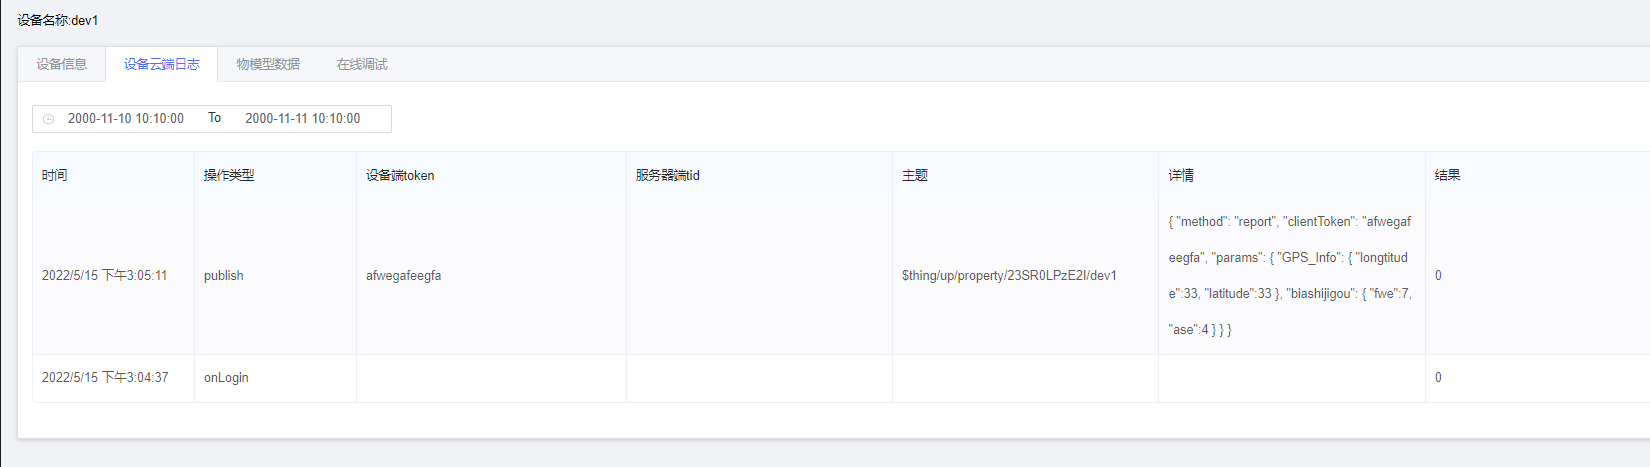 设备名称:dev1
设备信息 设备云端日志 物模型数据 在线调试
2000-11-10 10:10:00 To 2000-11-11 10:10:00
时间 操作类型 设备端token 服务器端tid 主题 详情 结果
{ "method": "report", "clientToken": "afwegaf
eegfa", "params": { "GPS_Info": { "longtitud
2022/5/15 下午3:05:11 publish afwegafeegfa $thing/up/property/23SR0LPzE2I/dev1 0
e":33, "latitude":33 }, "biashijigou": { "fwe":7,
"ase":4 } } }
2022/5/15 下午3:04:37 onLogin 0